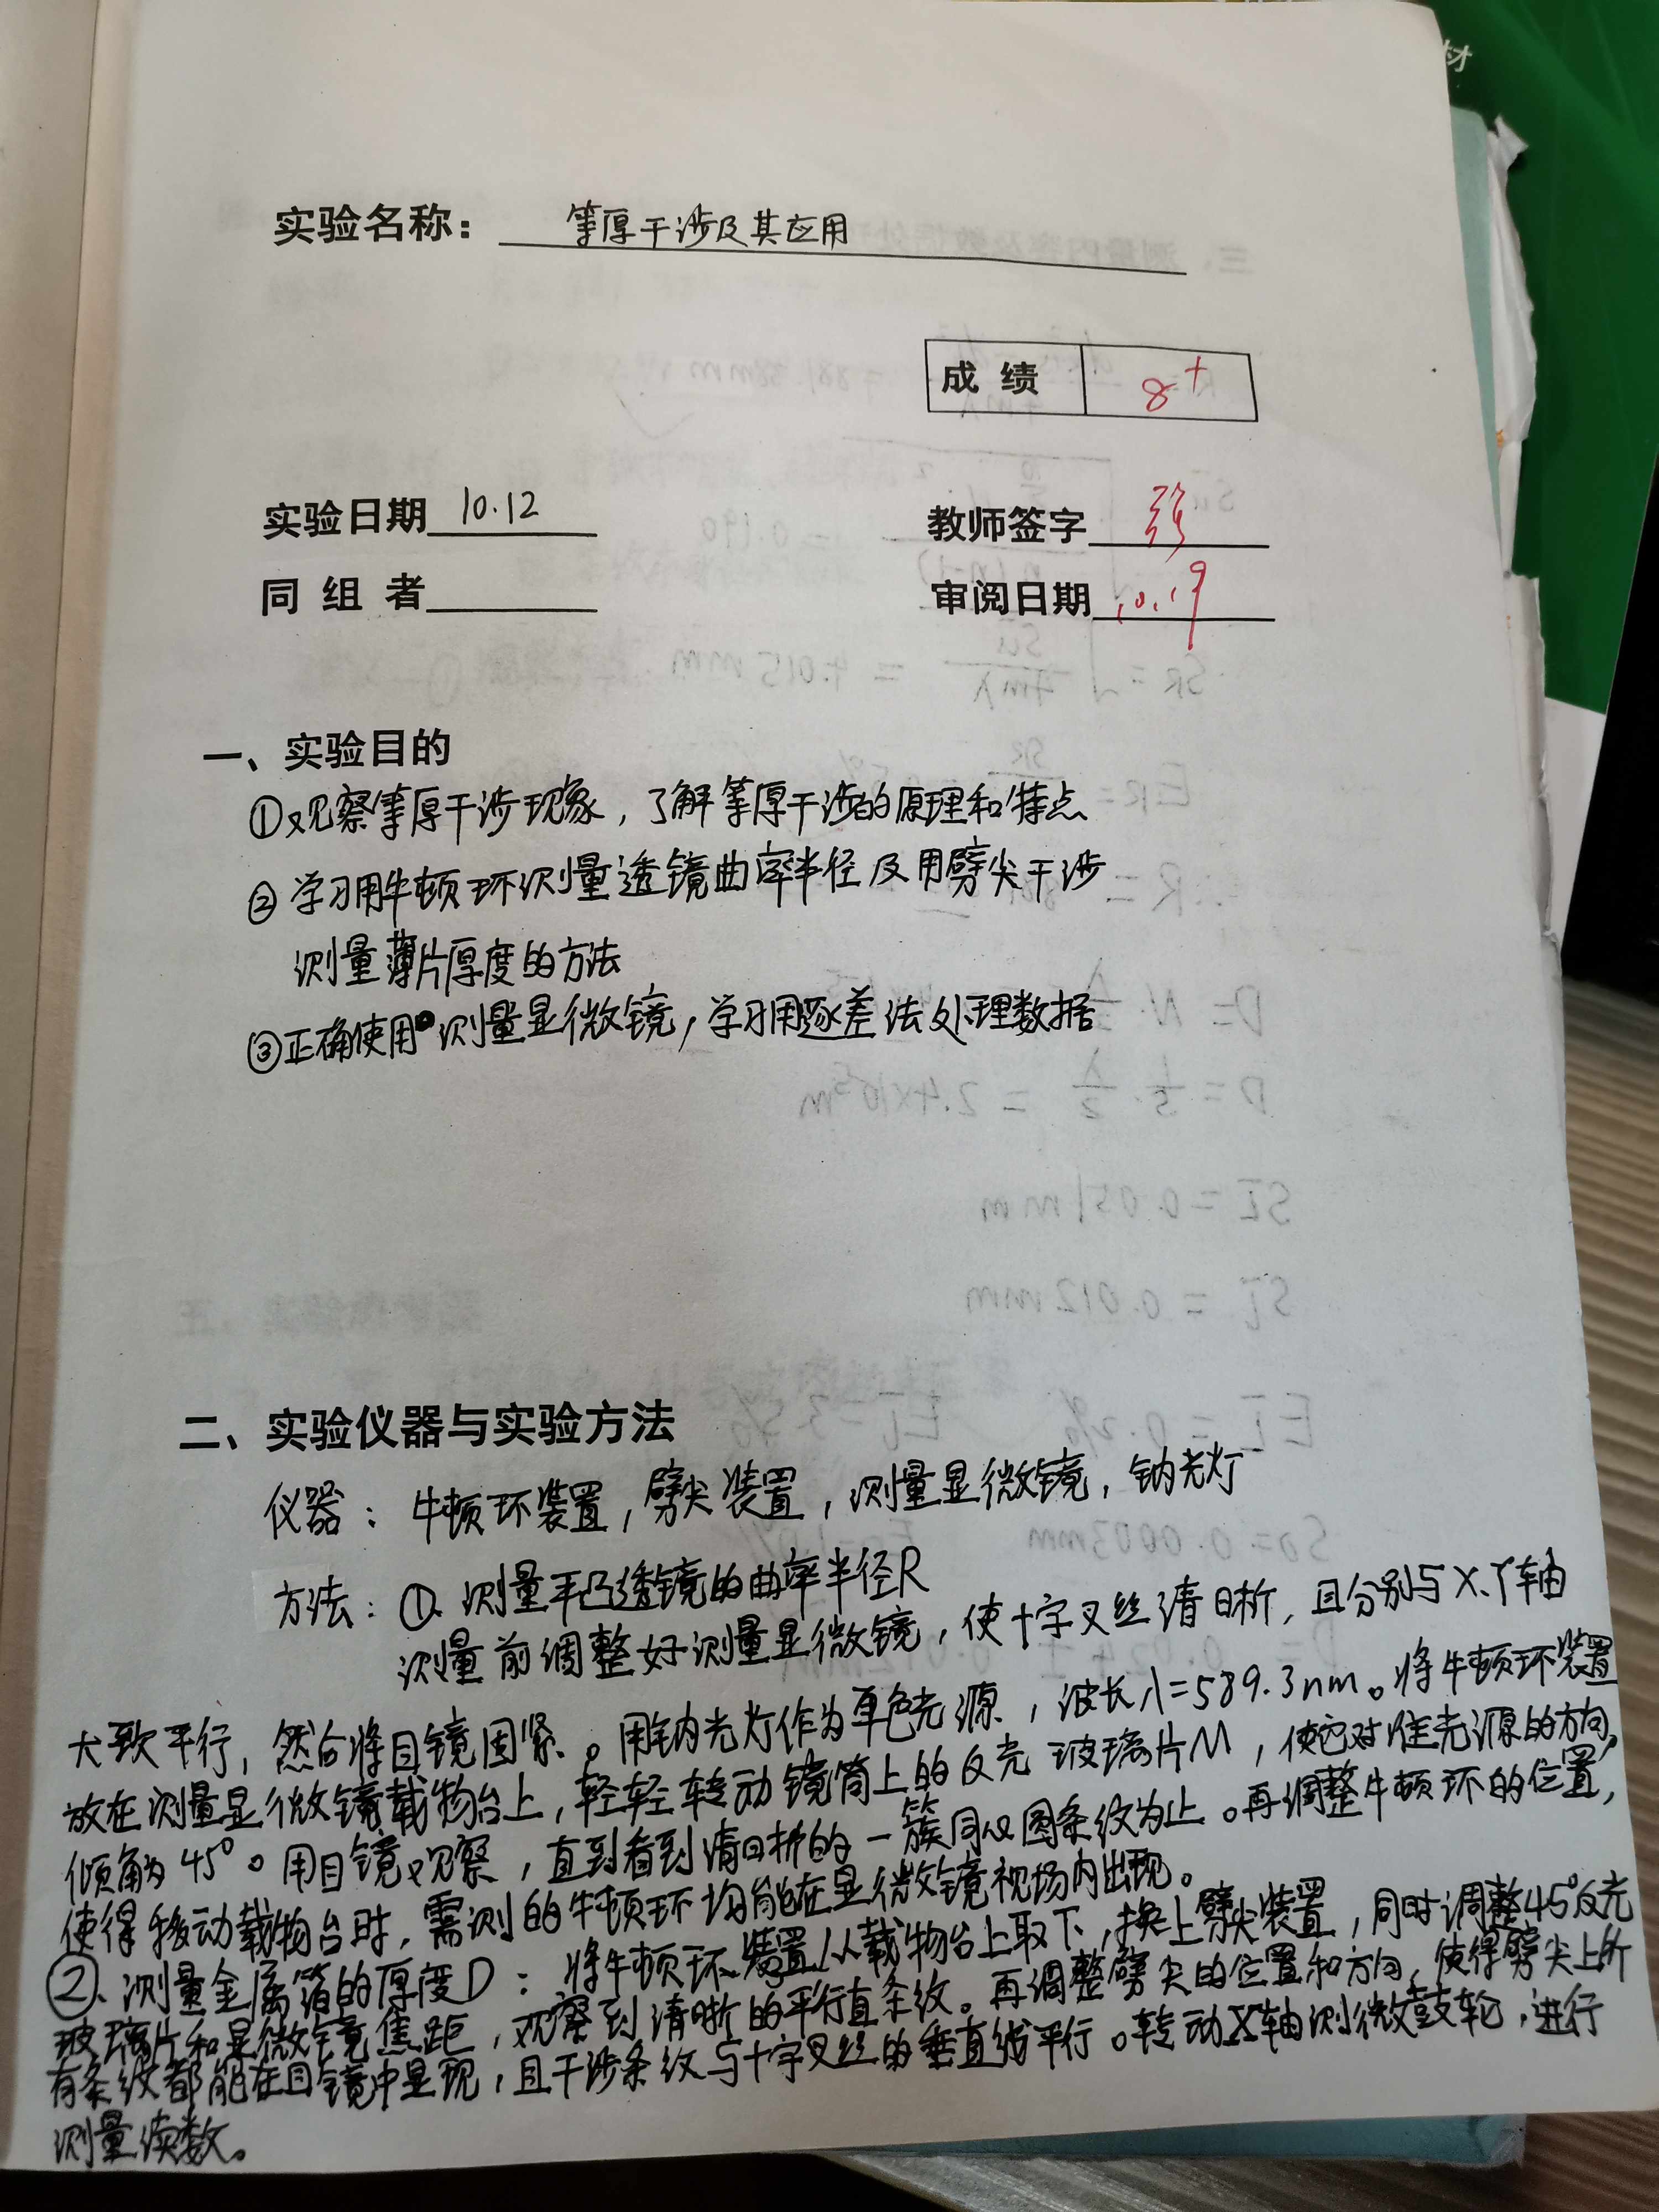 材
实验名称： 等厚干涉及其应用
成 绩 8+
实验日期 10.12
教师签字
同 组 者
审阅日期 10.19
一、实验目的
①观察等厚干涉现象，了解等厚干涉的原理和特点
②学习用牛顿环测量透镜曲率半径及用劈尖干涉
测量薄片厚度的方法
③正确使用测量显微镜，学习用逐差法处理数据
二、实验仪器与实验方法
仪器：牛顿环装置，劈尖装置，测量显微镜，钠光灯
方法：①、测量平凸透镜的曲率半径R
测量前调整好测量显微镜，使十字叉丝清晰，且分别与X、Y轴
大致平行，然后将目镜固紧。用钠光灯作为单色光源，波长λ=589.3nm。将牛顿环装置
放在测量显微镜载物台上，轻轻转动镜筒上的反光玻璃片M，使它对准光源的方向，
倾角为45°。用目镜观察，直到看到清晰的一簇同心圆条纹为止。再调整牛顿环的位置，
使得移动载物台时，需测的牛顿环均能在显微镜视场内出现。
②、测量金属箔的厚度D：将牛顿环装置从载物台上取下，换上劈尖装置，同时调整45°反光
玻璃片和显微镜焦距，观察到清晰的平行直条纹。再调整劈尖的位置和方向，使得劈尖上所
有条纹都能在目镜中显现，且干涉条纹与十字叉丝的垂直线平行。转动X轴测微鼓轮，进行
测量读数。